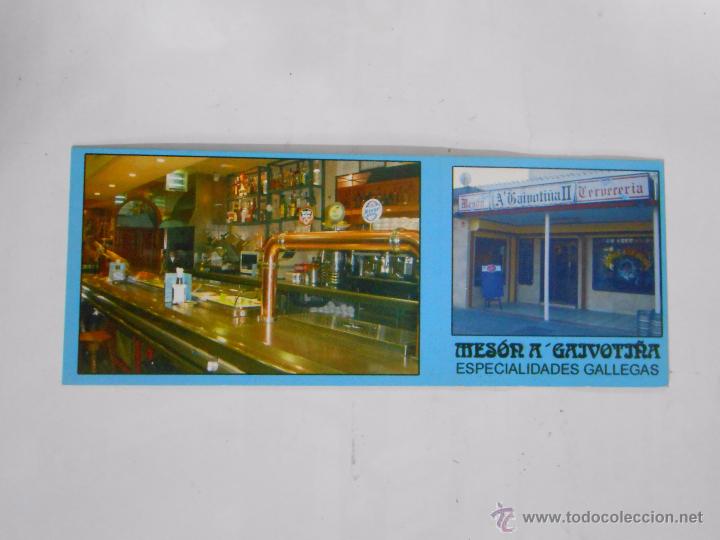 Mesón A'Gaivotiña II Cervecería
MESÓN A´GAIVOTIÑA
ESPECIALIDADES GALLEGAS
© www.todocoleccion.net